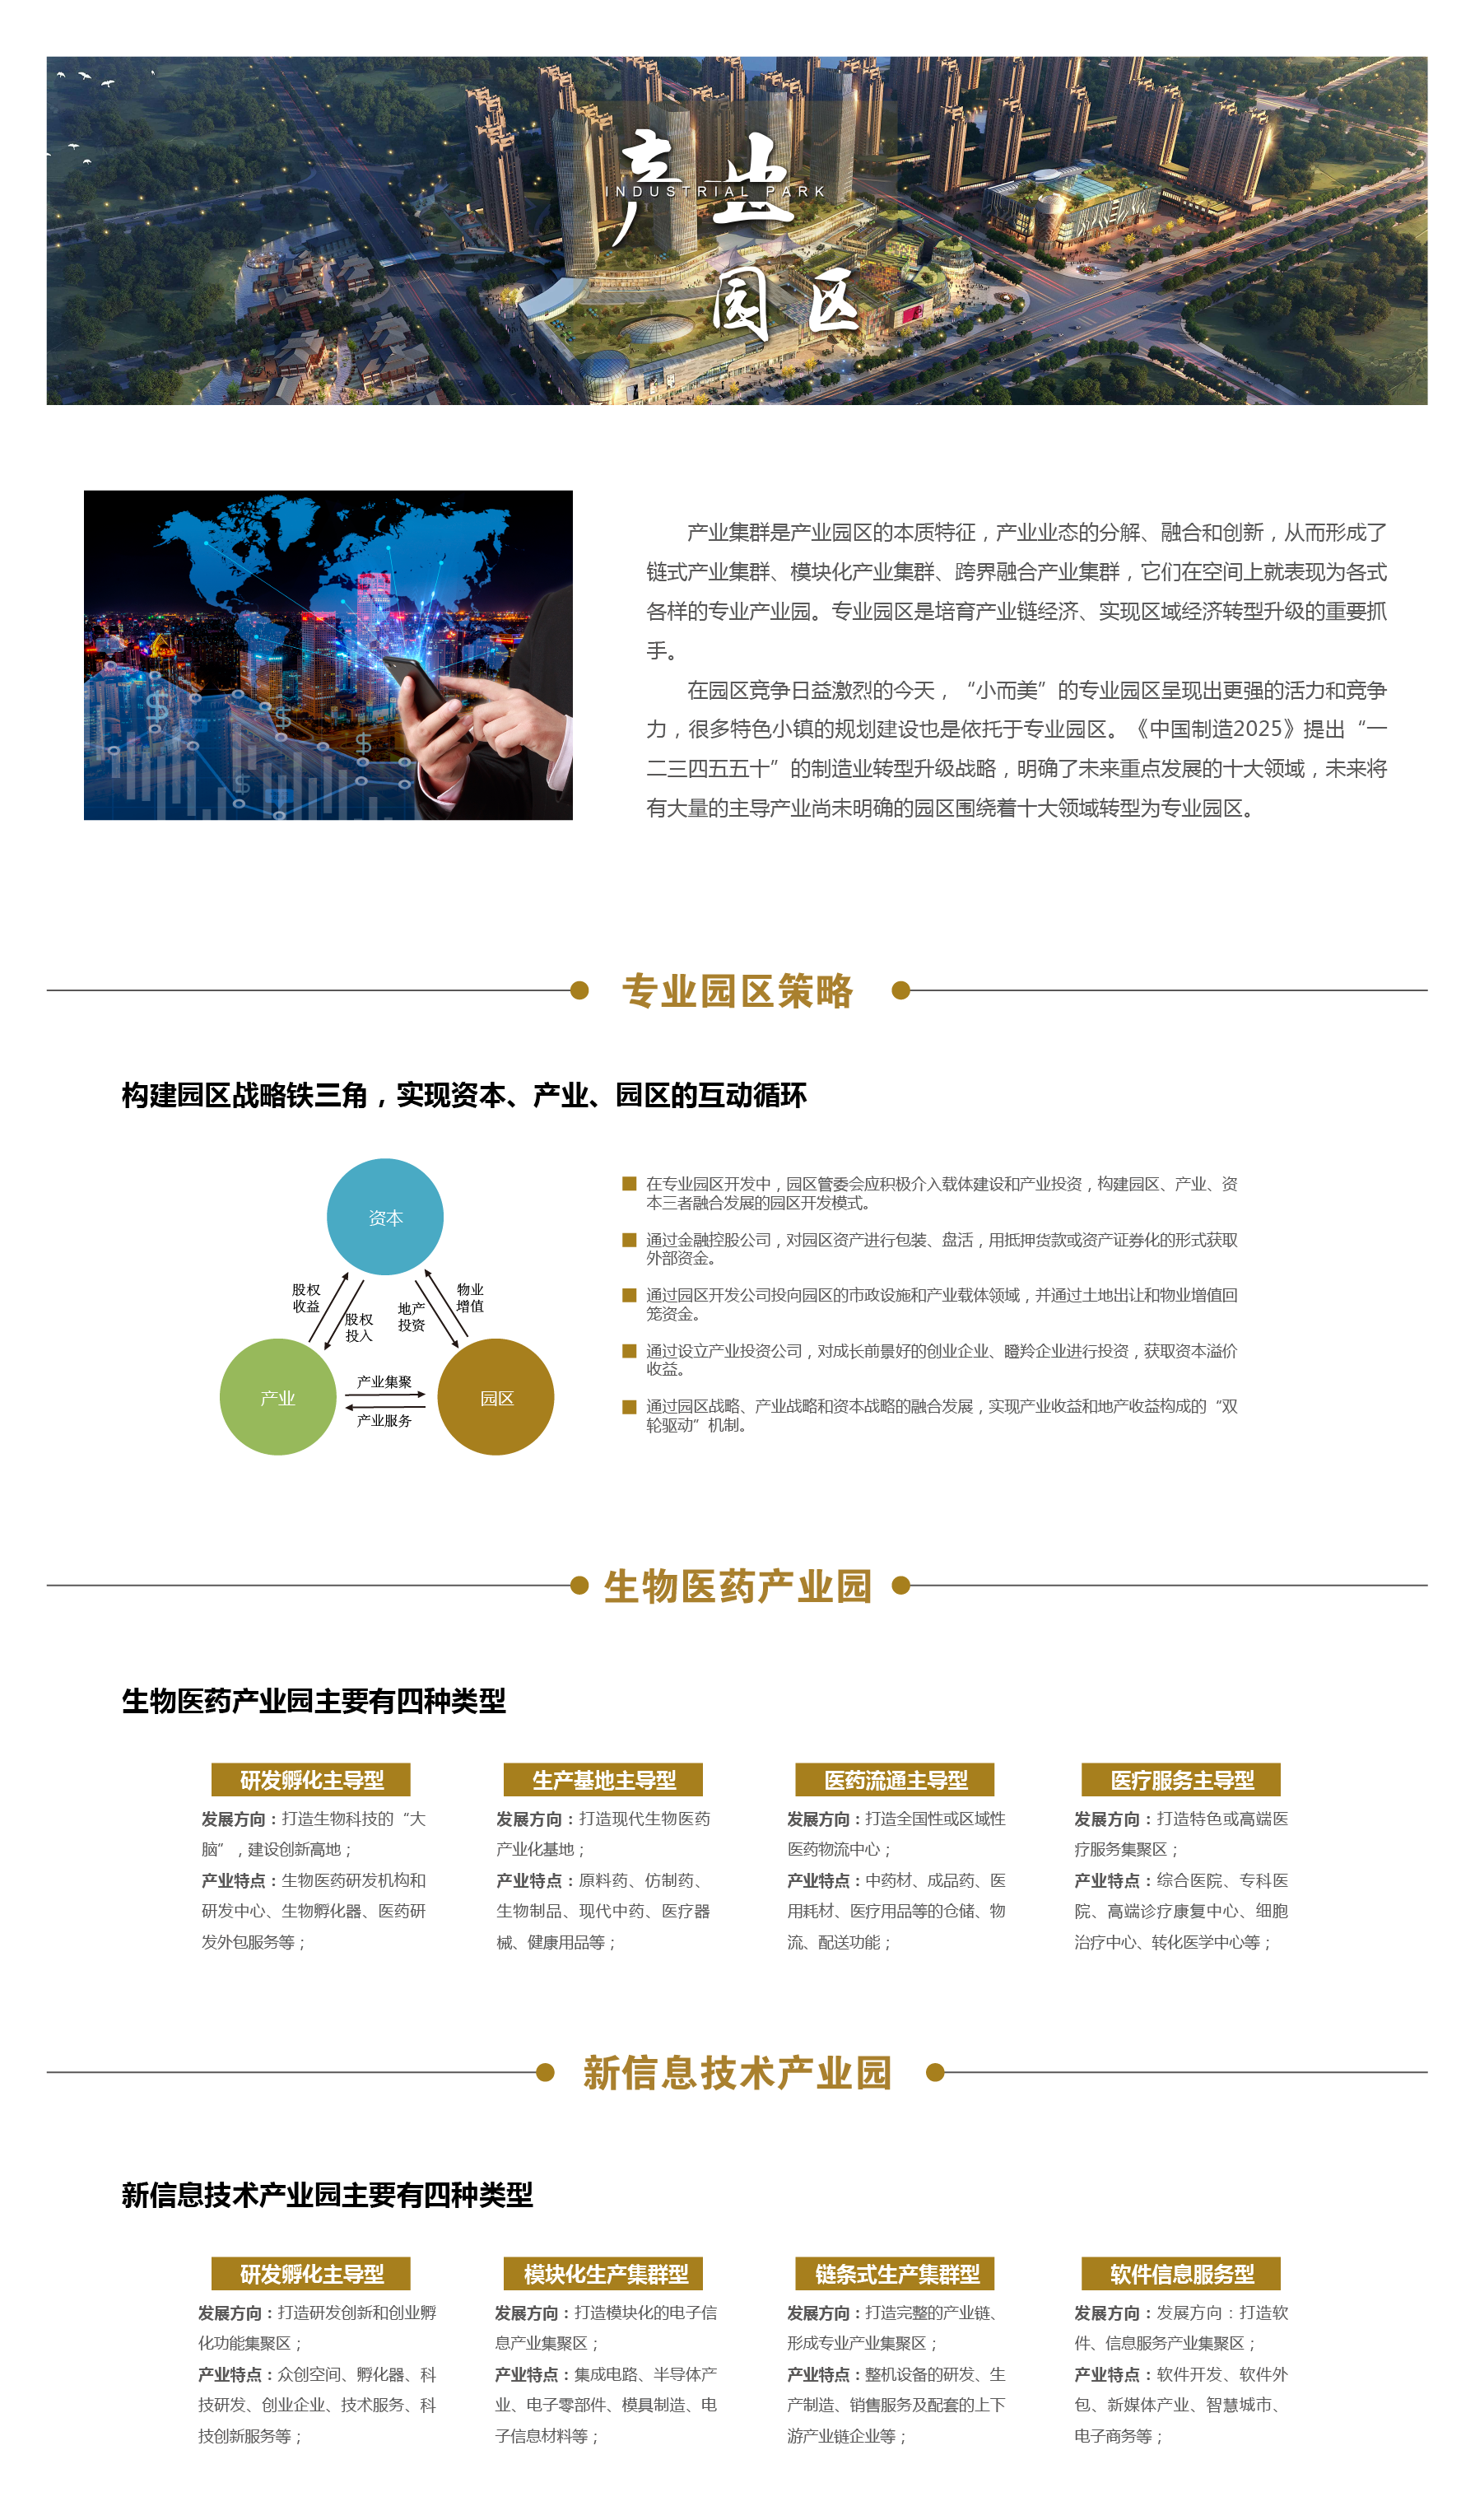 产业
INDUSTRIAL PARK
园区
产业集群是产业园区的本质特征，产业业态的分解、融合和创新，从而形成了
链式产业集群、模块化产业集群、跨界融合产业集群，它们在空间上就表现为各式
各样的专业产业园。专业园区是培育产业链经济、实现区域经济转型升级的重要抓
手。
在园区竞争日益激烈的今天，“小而美”的专业园区呈现出更强的活力和竞争
力，很多特色小镇的规划建设也是依托于专业园区。《中国制造2025》提出“一
二三四五五十”的制造业转型升级战略，明确了未来重点发展的十大领域，未来将
有大量的主导产业尚未明确的园区围绕着十大领域转型为专业园区。
专业园区策略
构建园区战略铁三角，实现资本、产业、园区的互动循环
资本
股权
收益
股权
投入
地产
投资
物业
增值
产业
产业集聚
产业服务
园区
在专业园区开发中，园区管委会应积极介入载体建设和产业投资，构建园区、产业、资
本三者融合发展的园区开发模式。
通过金融控股公司，对园区资产进行包装、盘活，用抵押货款或资产证券化的形式获取
外部资金。
通过园区开发公司投向园区的市政设施和产业载体领域，并通过土地出让和物业增值回
笼资金。
通过设立产业投资公司，对成长前景好的创业企业、瞪羚企业进行投资，获取资本溢价
收益。
通过园区战略、产业战略和资本战略的融合发展，实现产业收益和地产收益构成的“双
轮驱动”机制。
生物医药产业园
生物医药产业园主要有四种类型
研发孵化主导型
发展方向：打造生物科技的“大
脑”，建设创新高地；
产业特点：生物医药研发机构和
研发中心、生物孵化器、医药研
发外包服务等；
生产基地主导型
发展方向：打造现代生物医药
产业化基地；
产业特点：原料药、仿制药、
生物制品、现代中药、医疗器
械、健康用品等；
医药流通主导型
发展方向：打造全国性或区域性
医药物流中心；
产业特点：中药材、成品药、医
用耗材、医疗用品等的仓储、物
流、配送功能；
医疗服务主导型
发展方向：打造特色或高端医
疗服务集聚区；
产业特点：综合医院、专科医
院、高端诊疗康复中心、细胞
治疗中心、转化医学中心等；
新信息技术产业园
新信息技术产业园主要有四种类型
研发孵化主导型
发展方向：打造研发创新和创业孵
化功能集聚区；
产业特点：众创空间、孵化器、科
技研发、创业企业、技术服务、科
技创新服务等；
模块化生产集群型
发展方向：打造模块化的电子信
息产业集聚区；
产业特点：集成电路、半导体产
业、电子零部件、模具制造、电
子信息材料等；
链条式生产集群型
发展方向：打造完整的产业链、
形成专业产业集聚区；
产业特点：整机设备的研发、生
产制造、销售服务及配套的上下
游产业链企业等；
软件信息服务型
发展方向：发展方向：打造软
件、信息服务产业集聚区；
产业特点：软件开发、软件外
包、新媒体产业、智慧城市、
电子商务等；